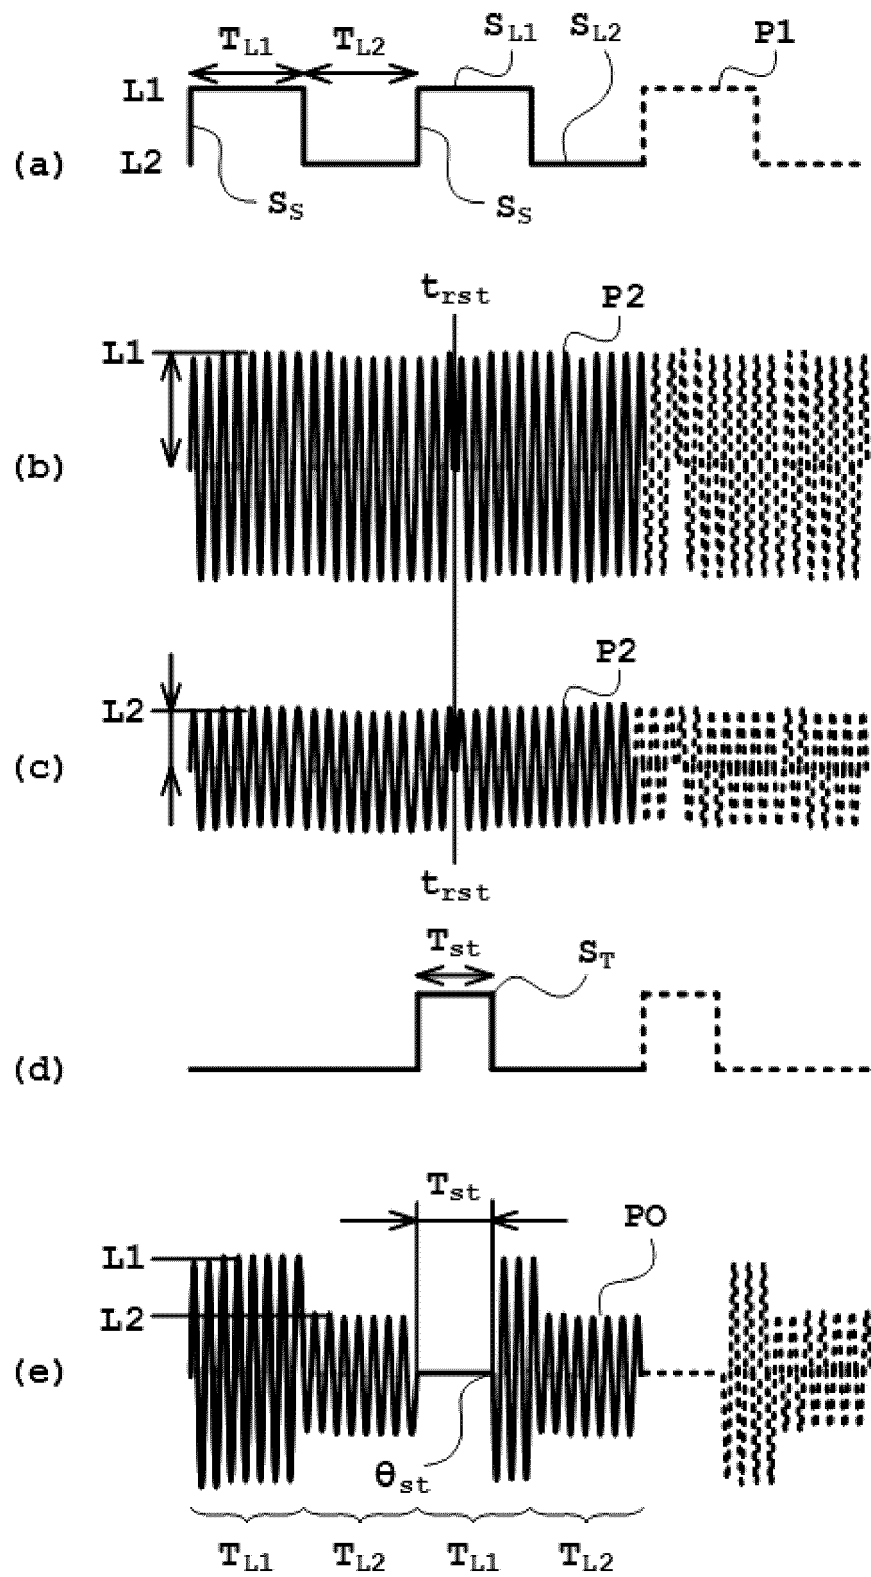 T_L1 T_L2 S_L1 S_L2 P1
L1
(a) L2
S_S S_S
t_rst P2
L1
(b)
P2
L2
(c)
t_rst
T_st S_T
(d)
T_st PO
L1
L2
(e)
θ_st
T_L1 T_L2 T_L1 T_L2